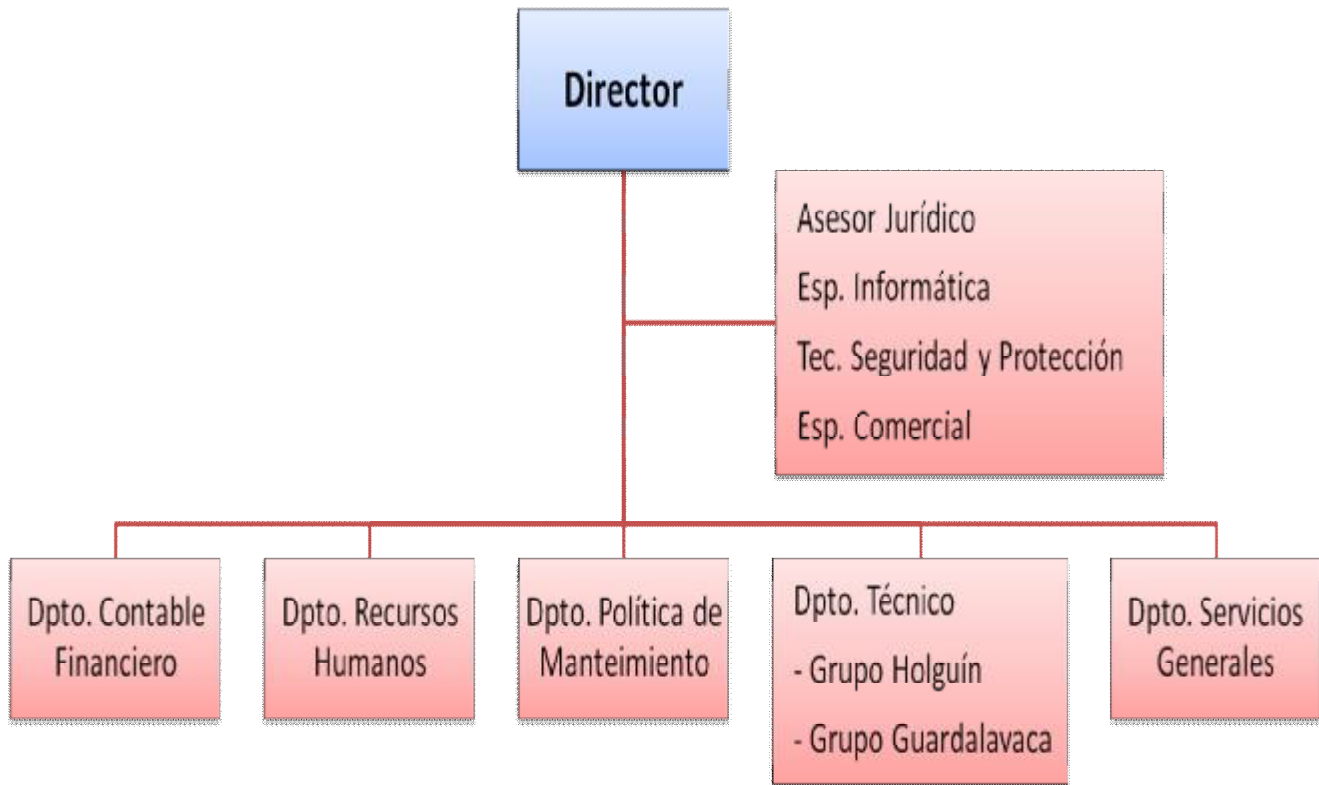 Director
Asesor Jurídico
Esp. Informática
Tec. Seguridad y Protección
Esp. Comercial
Dpto. Contable
Financiero
Dpto. Recursos
Humanos
Dpto. Política de
Manteimiento
Dpto. Técnico
- Grupo Holguín
- Grupo Guardalavaca
Dpto. Servicios
Generales